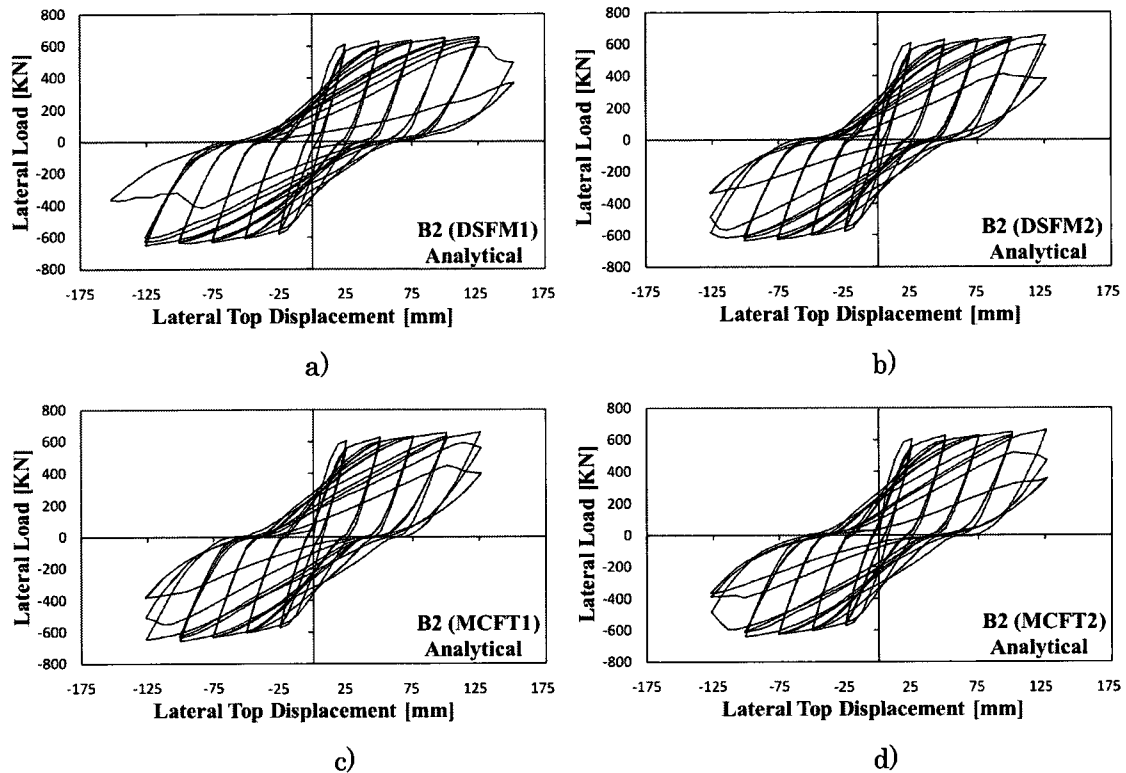 Lateral Load [KN]
800
600
400
200
0
-200
-400
-600
-800
B2 (DSFM1)
Analytical
-175 -125 -75 -25 25 75 125 175
Lateral Top Displacement [mm]
a)
Lateral Load [KN]
800
600
400
200
0
-200
-400
-600
-800
B2 (DSFM2)
Analytical
-175 -125 -75 -25 25 75 125 175
Lateral Top Displacement [mm]
b)
Lateral Load [KN]
800
600
400
200
0
-200
-400
-600
-800
B2 (MCFT1)
Analytical
-175 -125 -75 -25 25 75 125 175
Lateral Top Displacement [mm]
c)
Lateral Load [KN]
800
600
400
200
0
-200
-400
-600
-800
B2 (MCFT2)
Analytical
-175 -125 -75 -25 25 75 125 175
Lateral Top Displacement [mm]
d)